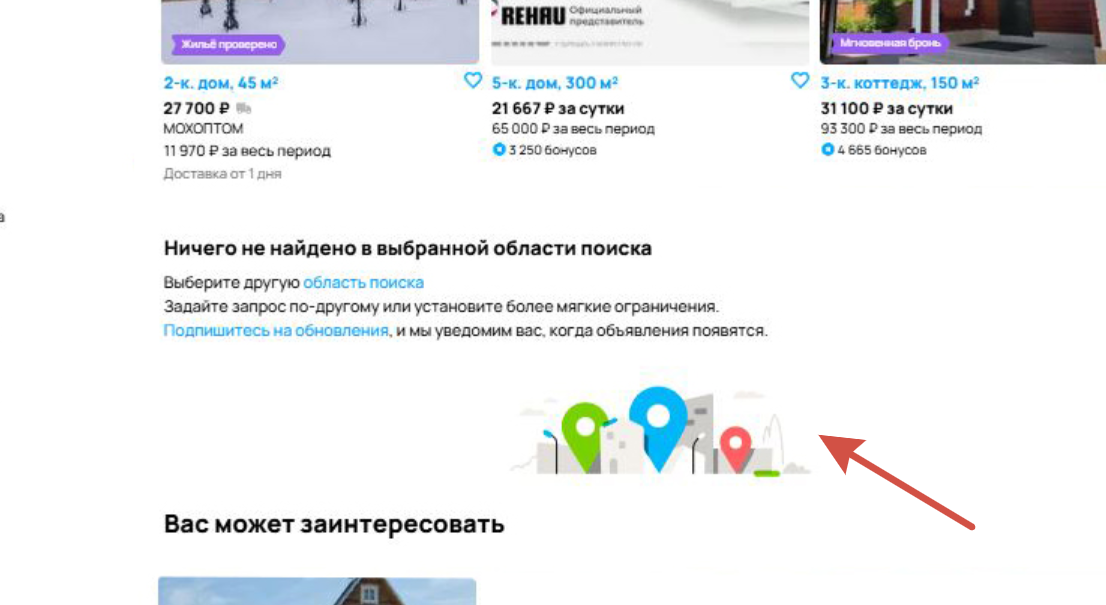 REHAU Официальный
представитель
Жильё проверено
Мгновенная бронь
2-к. дом, 45 м²
27 700 ₽
МОХОПТОМ
11 970 ₽ за весь период
Доставка от 1 дня
5-к. дом, 300 м²
21 667 ₽ за сутки
65 000 ₽ за весь период
3 250 бонусов
3-к. коттедж, 150 м²
31 100 ₽ за сутки
93 300 ₽ за весь период
4 665 бонусов
а
Ничего не найдено в выбранной области поиска
Выберите другую область поиска
Задайте запрос по-другому или установите более мягкие ограничения.
Подпишитесь на обновления, и мы уведомим вас, когда объявления появятся.
Вас может заинтересовать